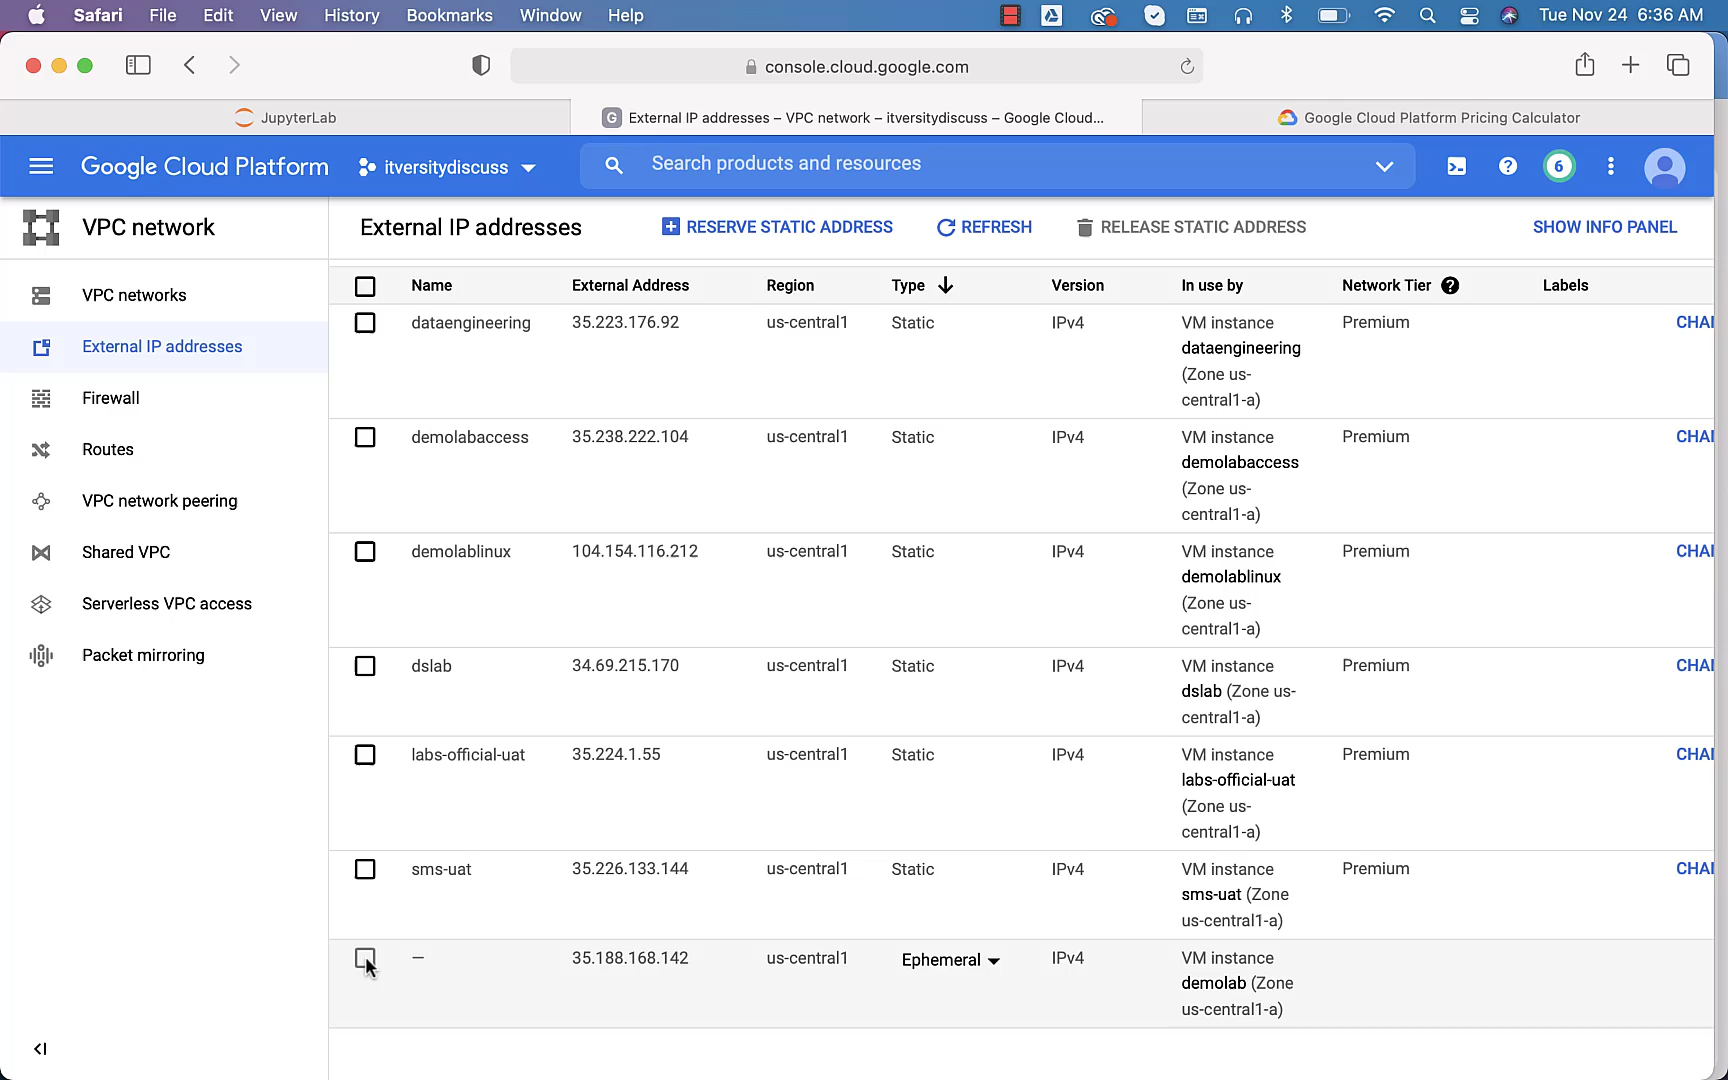 Safari File Edit View History Bookmarks Window Help Tue Nov 24 6:36 AM
console.cloud.google.com
JupyterLab
G External IP addresses – VPC network – itversitydiscuss – Google Cloud...
Google Cloud Platform Pricing Calculator
Google Cloud Platform itversitydiscuss Search products and resources 6
VPC network
External IP addresses RESERVE STATIC ADDRESS REFRESH RELEASE STATIC ADDRESS SHOW INFO PANEL
VPC networks
External IP addresses
Firewall
Routes
VPC network peering
Shared VPC
Serverless VPC access
Packet mirroring
Name External Address Region Type Version In use by Network Tier Labels
dataengineering 35.223.176.92 us-central1 Static IPv4 VM instance Premium CHAI
dataengineering
(Zone us-
central1-a)
demolabaccess 35.238.222.104 us-central1 Static IPv4 VM instance Premium CHAI
demolabaccess
(Zone us-
central1-a)
demolablinux 104.154.116.212 us-central1 Static IPv4 VM instance Premium CHAI
demolablinux
(Zone us-
central1-a)
dslab 34.69.215.170 us-central1 Static IPv4 VM instance Premium CHAI
dslab (Zone us-
central1-a)
labs-official-uat 35.224.1.55 us-central1 Static IPv4 VM instance Premium CHAI
labs-official-uat
(Zone us-
central1-a)
sms-uat 35.226.133.144 us-central1 Static IPv4 VM instance Premium CHAI
sms-uat (Zone
us-central1-a)
— 35.188.168.142 us-central1 Ephemeral IPv4 VM instance
demolab (Zone
us-central1-a)